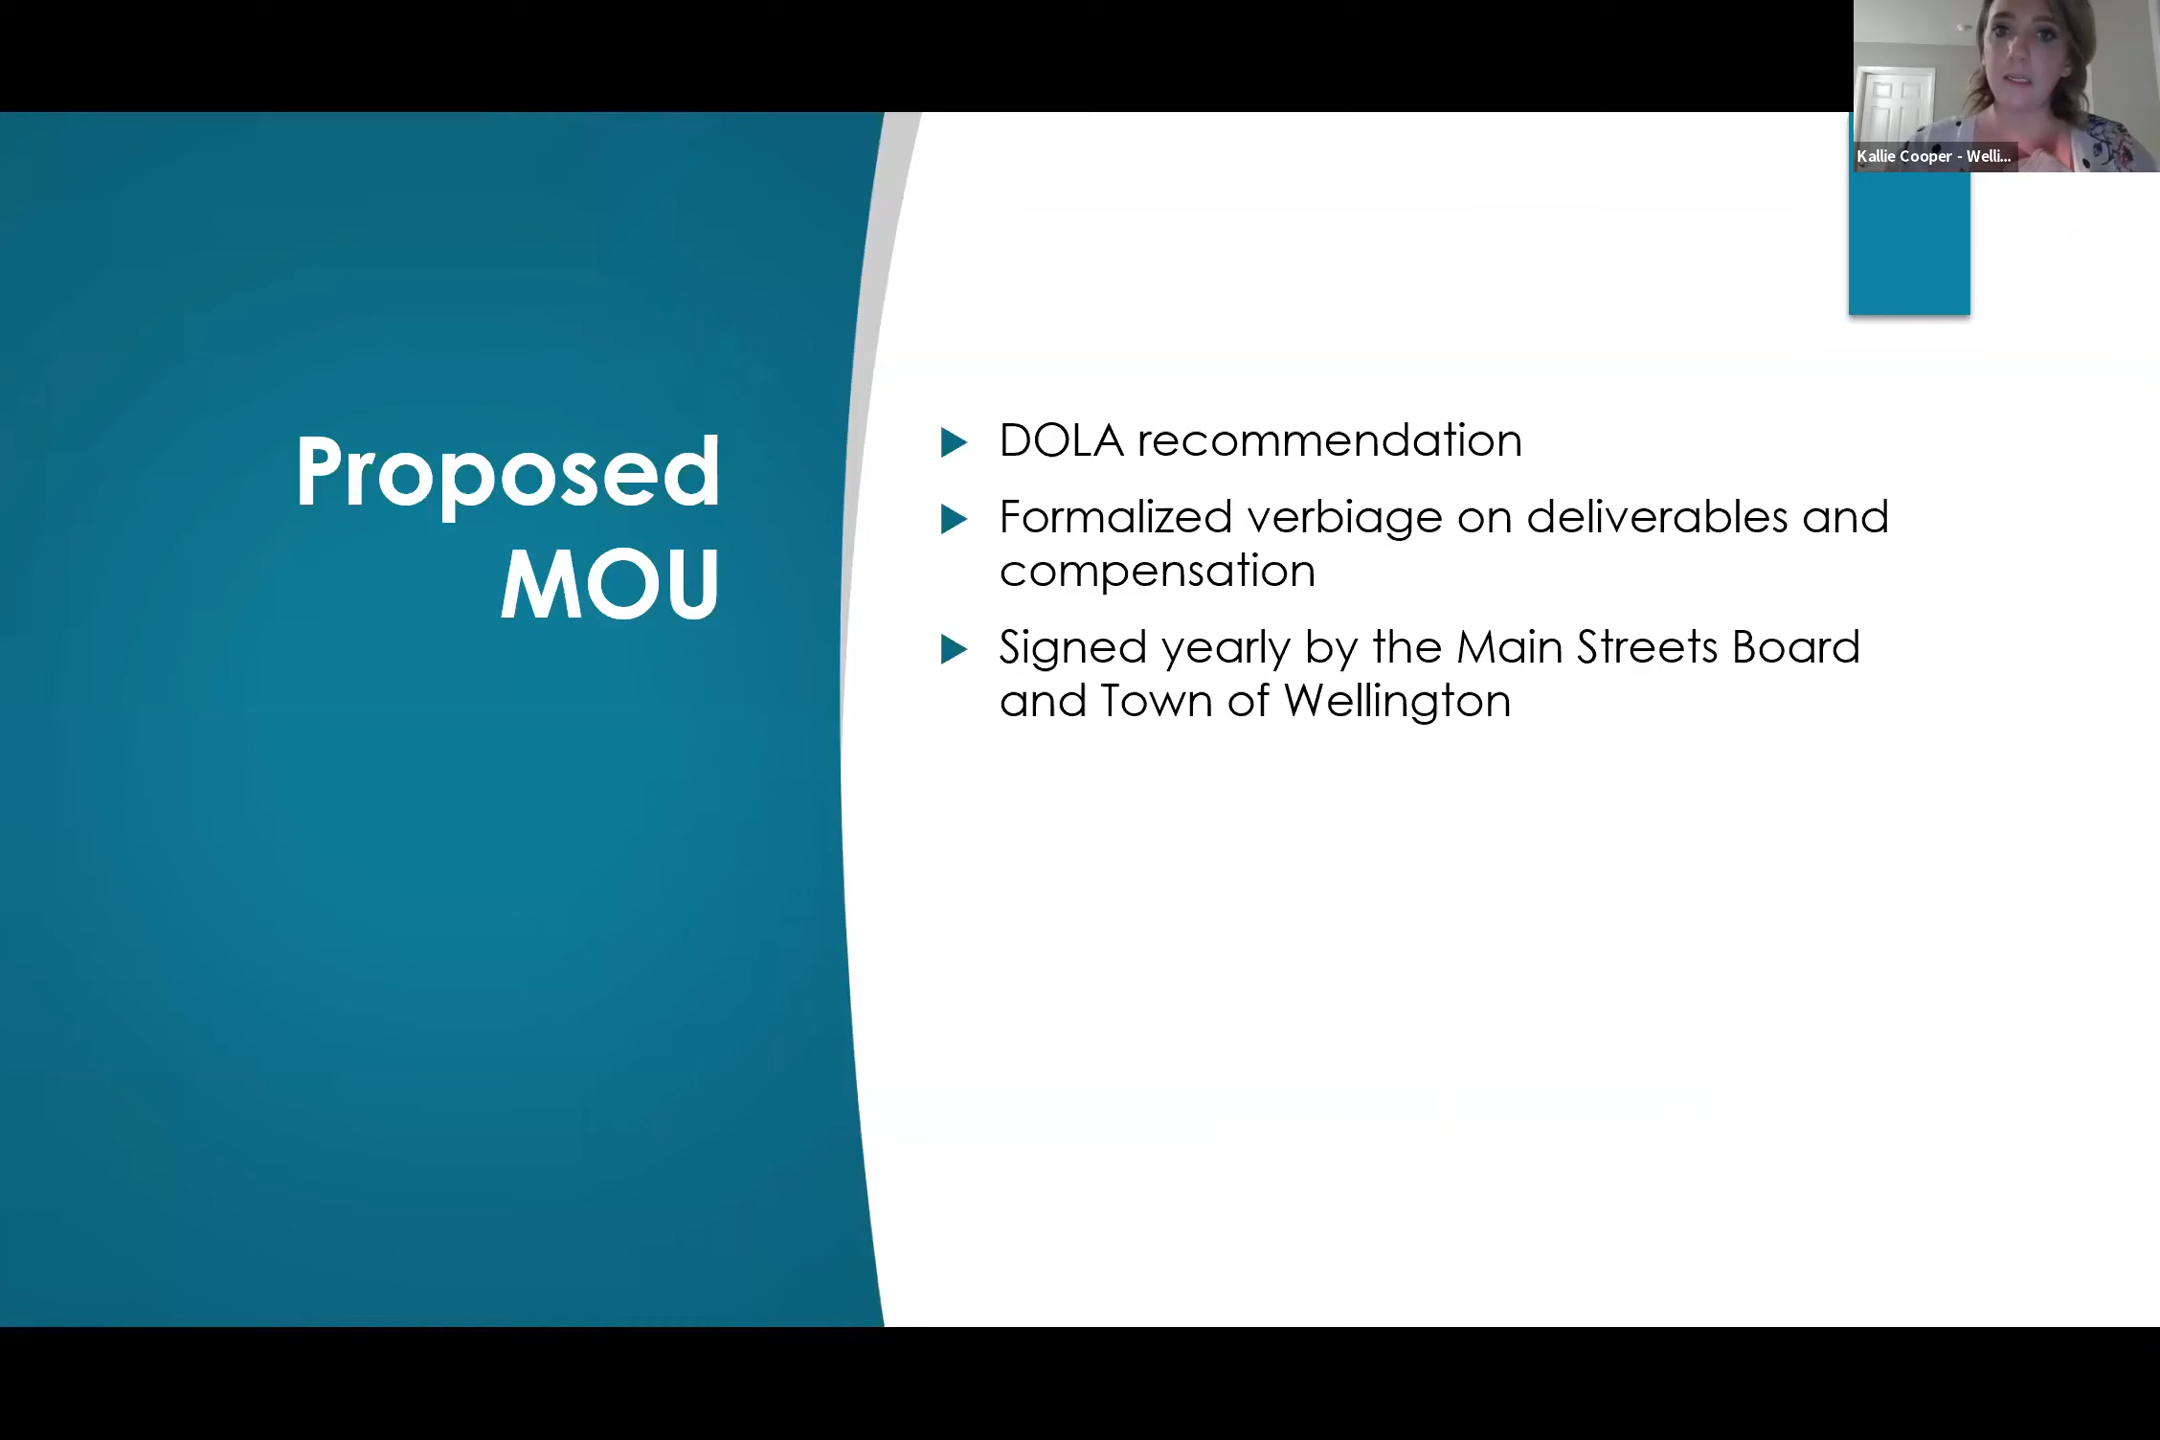 Kallie Cooper - Welli...
Proposed
MOU
DOLA recommendation
Formalized verbiage on deliverables and
compensation
Signed yearly by the Main Streets Board
and Town of Wellington